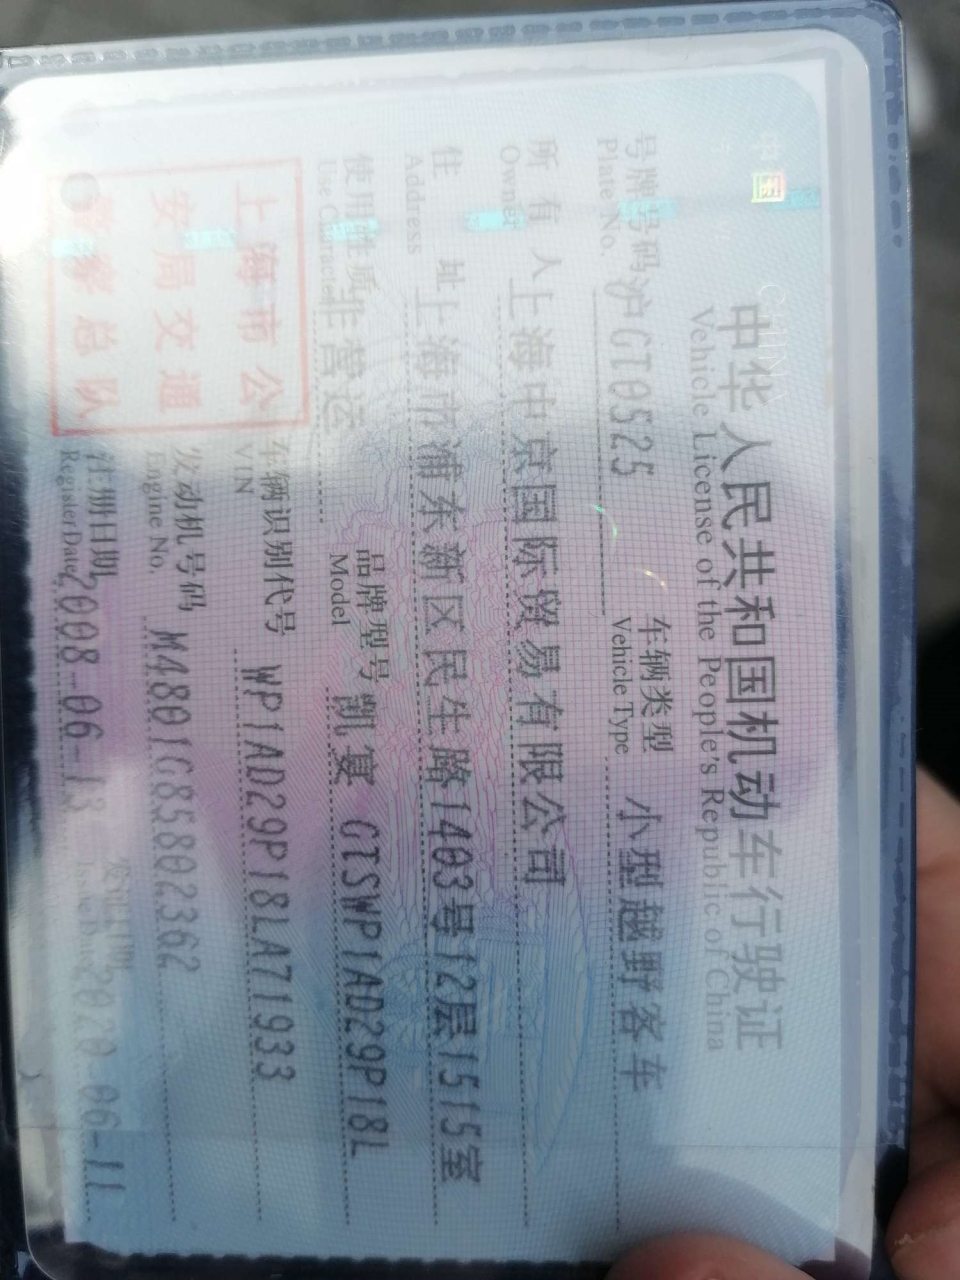 中国
CHINA
中华人民共和国机动车行驶证
Vehicle License of the People's Republic of China
号牌号码 沪GT0525 车辆类型 小型越野客车
Plate No. Vehicle Type
所有人 上海中京国际贸易有限公司
Owner
住址 上海市浦东新区民生路1403号12层1515室
Address
使用性质 非营运 品牌型号 凯宴 GTSWP1AD29P18L
Use Character Model
上海市公
安局交通
警察总队
车辆识别代号 WP1AD29P18LA71933
VIN
发动机号码 M4801G85802362
Engine No.
注册日期 2008-06-13 发证日期 2020-06-11
Register Date Issue Date